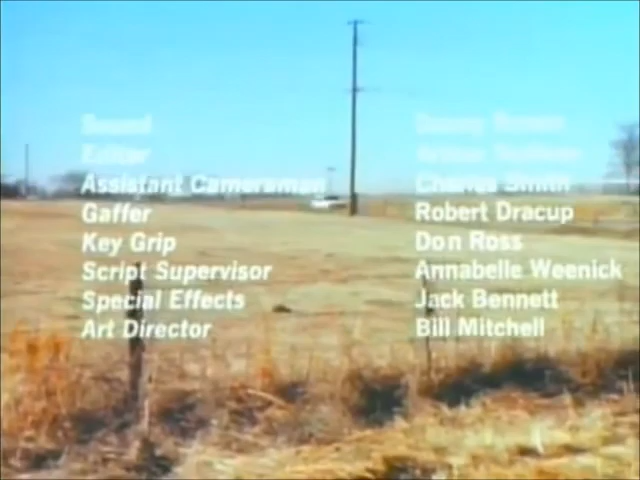 Sound
Editor
Assistant Cameraman Charles Smith
Gaffer Robert Dracup
Key Grip Don Ross
Script Supervisor Annabelle Weenick
Special Effects Jack Bennett
Art Director Bill Mitchell